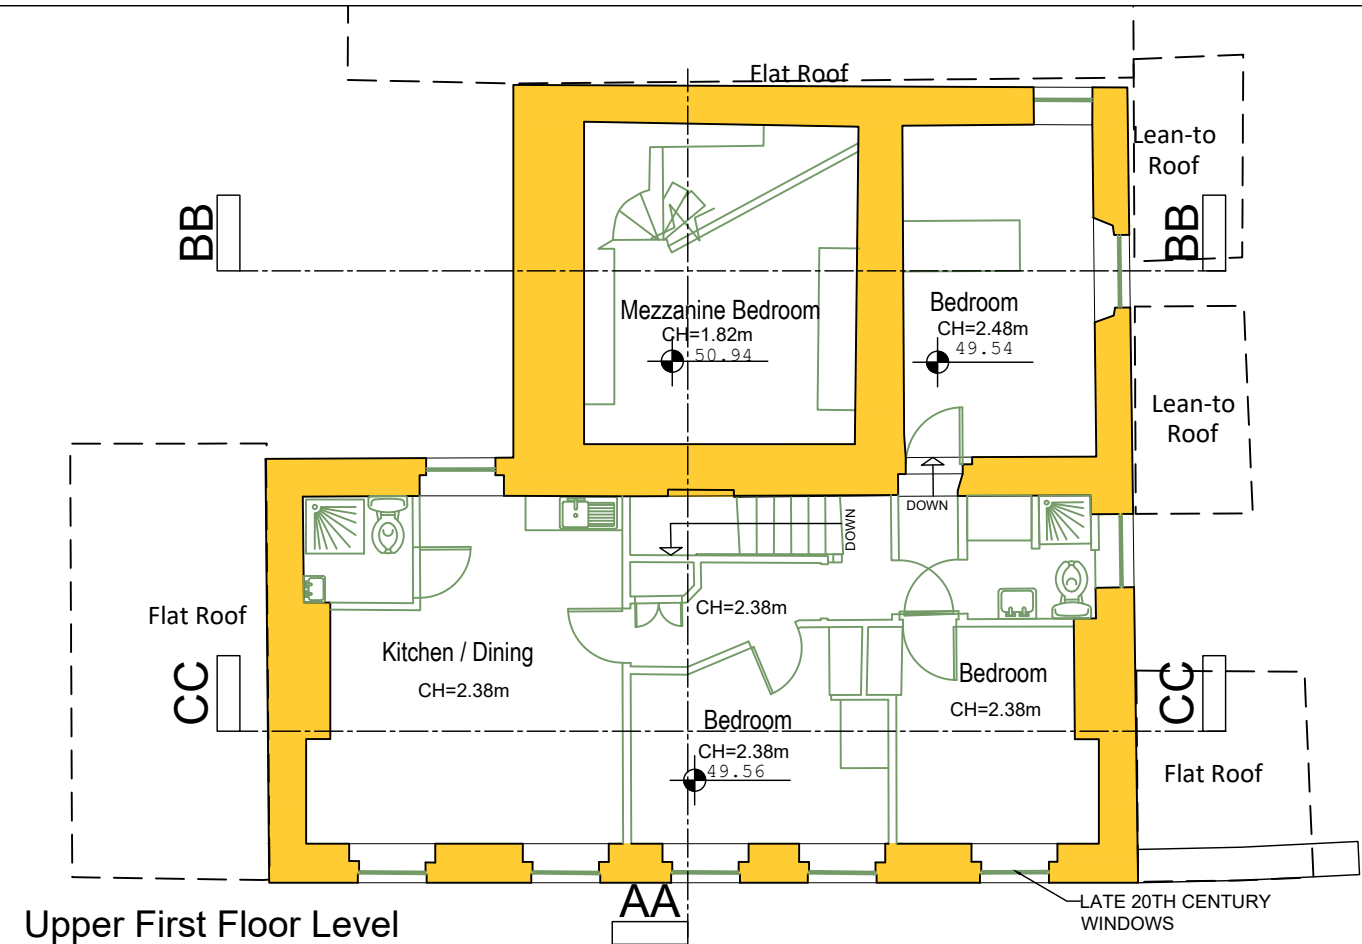 Flat Roof
Lean-to
Roof
BB
BB
Mezzanine Bedroom
CH=1.82m
50.94
Bedroom
CH=2.48m
49.54
Lean-to
Roof
DOWN
DOWN
Flat Roof
CH=2.38m
Kitchen / Dining
CH=2.38m
CC
CC
Bedroom
CH=2.38m
Bedroom
CH=2.38m
49.56
Flat Roof
AA
LATE 20TH CENTURY
WINDOWS
Upper First Floor Level